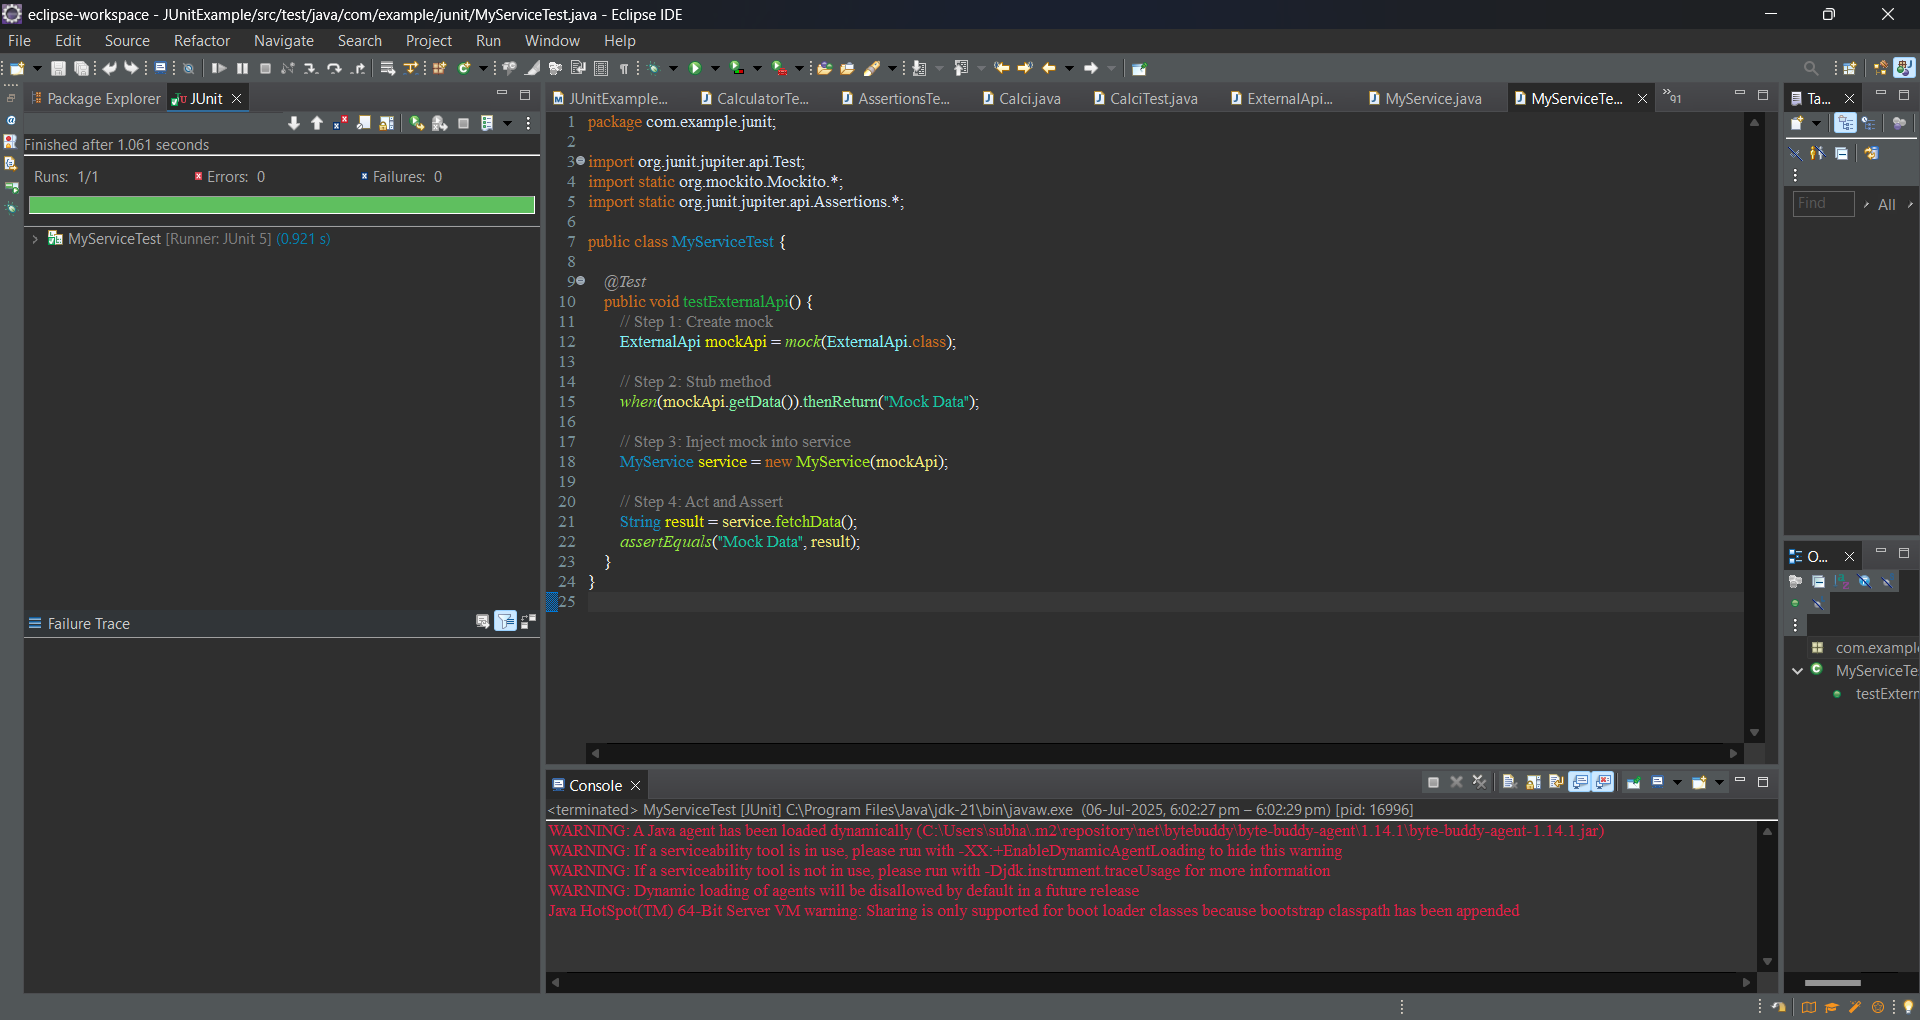 eclipse-workspace - JUnitExample/src/test/java/com/example/junit/MyServiceTest.java - Eclipse IDE
File Edit Source Refactor Navigate Search Project Run Window Help
Package Explorer JUnit
Finished after 1.061 seconds
Runs: 1/1 Errors: 0 Failures: 0
MyServiceTest [Runner: JUnit 5] (0.921 s)
Failure Trace
JUnitExample... CalculatorTe... AssertionsTe... Calci.java CalciTest.java ExternalApi... MyService.java MyServiceTe... 91
1 package com.example.junit;
2
3 import org.junit.jupiter.api.Test;
4 import static org.mockito.Mockito.*;
5 import static org.junit.jupiter.api.Assertions.*;
6
7 public class MyServiceTest {
8
9 @Test
10 public void testExternalApi() {
11 // Step 1: Create mock
12 ExternalApi mockApi = mock(ExternalApi.class);
13
14 // Step 2: Stub method
15 when(mockApi.getData()).thenReturn("Mock Data");
16
17 // Step 3: Inject mock into service
18 MyService service = new MyService(mockApi);
19
20 // Step 4: Act and Assert
21 String result = service.fetchData();
22 assertEquals("Mock Data", result);
23 }
24 }
25
Console
<terminated> MyServiceTest [JUnit] C:\Program Files\Java\jdk-21\bin\javaw.exe (06-Jul-2025, 6:02:27 pm – 6:02:29 pm) [pid: 16996]
WARNING: A Java agent has been loaded dynamically (C:\Users\subha\.m2\repository\net\bytebuddy\byte-buddy-agent\1.14.1\byte-buddy-agent-1.14.1.jar)
WARNING: If a serviceability tool is in use, please run with -XX:+EnableDynamicAgentLoading to hide this warning
WARNING: If a serviceability tool is not in use, please run with -Djdk.instrument.traceUsage for more information
WARNING: Dynamic loading of agents will be disallowed by default in a future release
Java HotSpot(TM) 64-Bit Server VM warning: Sharing is only supported for boot loader classes because bootstrap classpath has been appended
Ta...
Find All
O...
com.exampl
MyServiceTe
testExtern